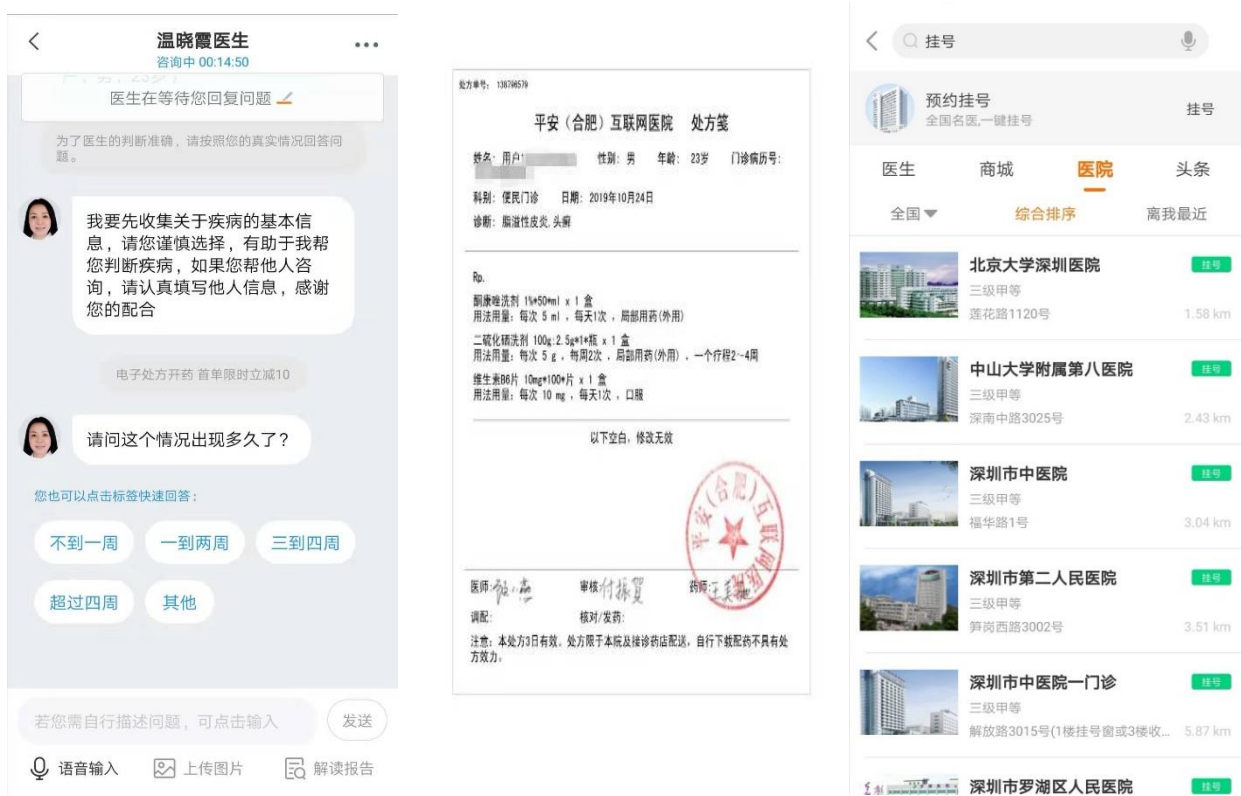 温晓霞医生
咨询中 00:14:50
医生在等待您回复问题
为了医生的判断准确，请按照您的真实情况回答问
题。
我要先收集关于疾病的基本信
息，请您谨慎选择，有助于我帮
您判断疾病，如果您帮他人咨
询，请认真填写他人信息，感谢
您的配合
电子处方开药 首单限时立减10
请问这个情况出现多久了？
您也可以点击标签快速回答：
不到一周 一到两周 三到四周
超过四周 其他
若您需自行描述问题，可点击输入 发送
语音输入 上传图片 解读报告
处方单号： 138798579
平安（合肥）互联网医院 处方笺
姓名：用户 性别：男 年龄：23岁 门诊病历号：
科别：便民门诊 日期：2019年10月24日
诊断：脂溢性皮炎,头癣
Rp.
酮康唑洗剂 1%*50*ml x 1 盒
用法用量：每次 5 ml ，每天1次 ，局部用药(外用)
二硫化硒洗剂 100g:2.5g*1*瓶 x 1 盒
用法用量：每次 5 g ，每周2次 ，局部用药(外用) ，一个疗程2~4周
维生素B6片 10mg*100*片 x 1 盒
用法用量：每次 10 mg ，每天1次 ，口服
以下空白，修改无效
平安(合肥)互联网医院
医师： 审核：付振贺 药师：
调配： 核对/发药：
注意：本处方3日有效。处方限于本院及接诊药店配送，自行下载配药不具有处
方效力。
挂号
预约挂号 挂号
全国名医,一键挂号
医生 商城 医院 头条
全国 综合排序 离我最近
北京大学深圳医院 挂号
三级甲等
莲花路1120号 1.58 km
中山大学附属第八医院 挂号
三级甲等
深南中路3025号 2.43 km
深圳市中医院 挂号
三级甲等
福华路1号 3.04 km
深圳市第二人民医院 挂号
三级甲等
笋岗西路3002号 3.51 km
深圳市中医院一门诊 挂号
三级甲等
解放路3015号(1楼挂号窗或3楼收... 5.87 km
深圳市罗湖区人民医院 挂号